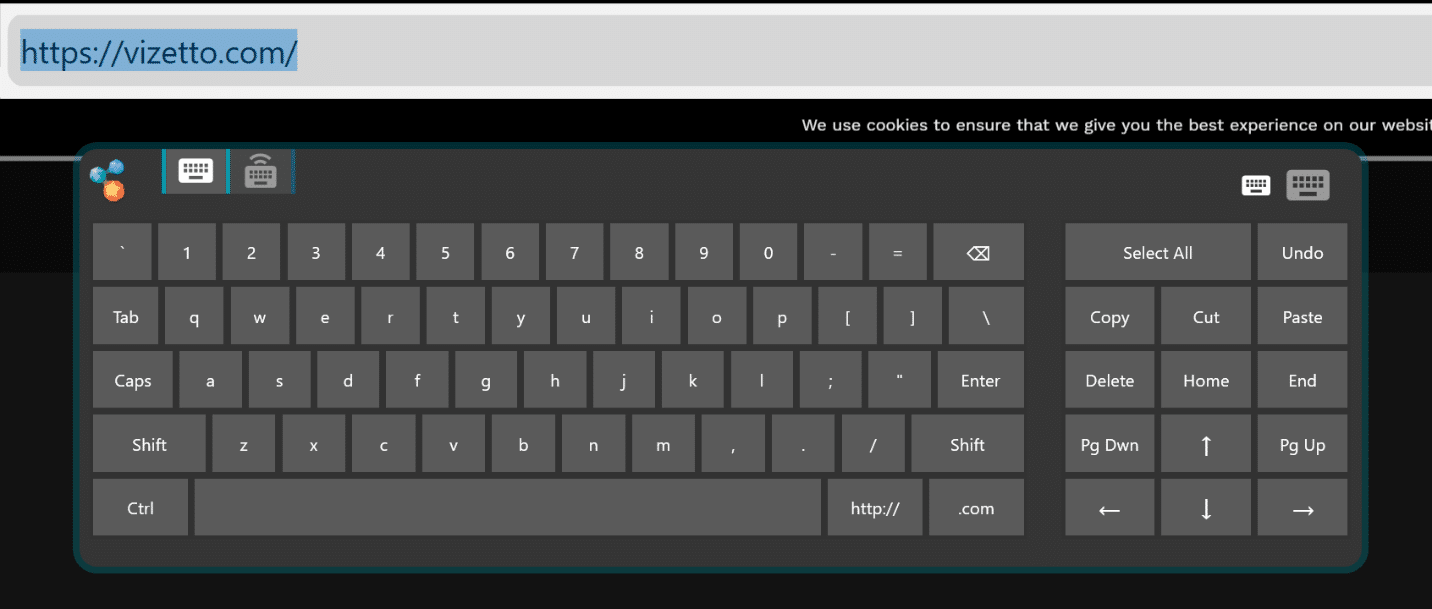 https://vizetto.com/
We use cookies to ensure that we give you the best experience on our websit
` 1 2 3 4 5 6 7 8 9 0 - = ⌫ Select All Undo
Tab q w e r t y u i o p [ ] \ Copy Cut Paste
Caps a s d f g h j k l ; " Enter Delete Home End
Shift z x c v b n m , . / Shift Pg Dwn ↑ Pg Up
Ctrl http:// .com ← ↓ →